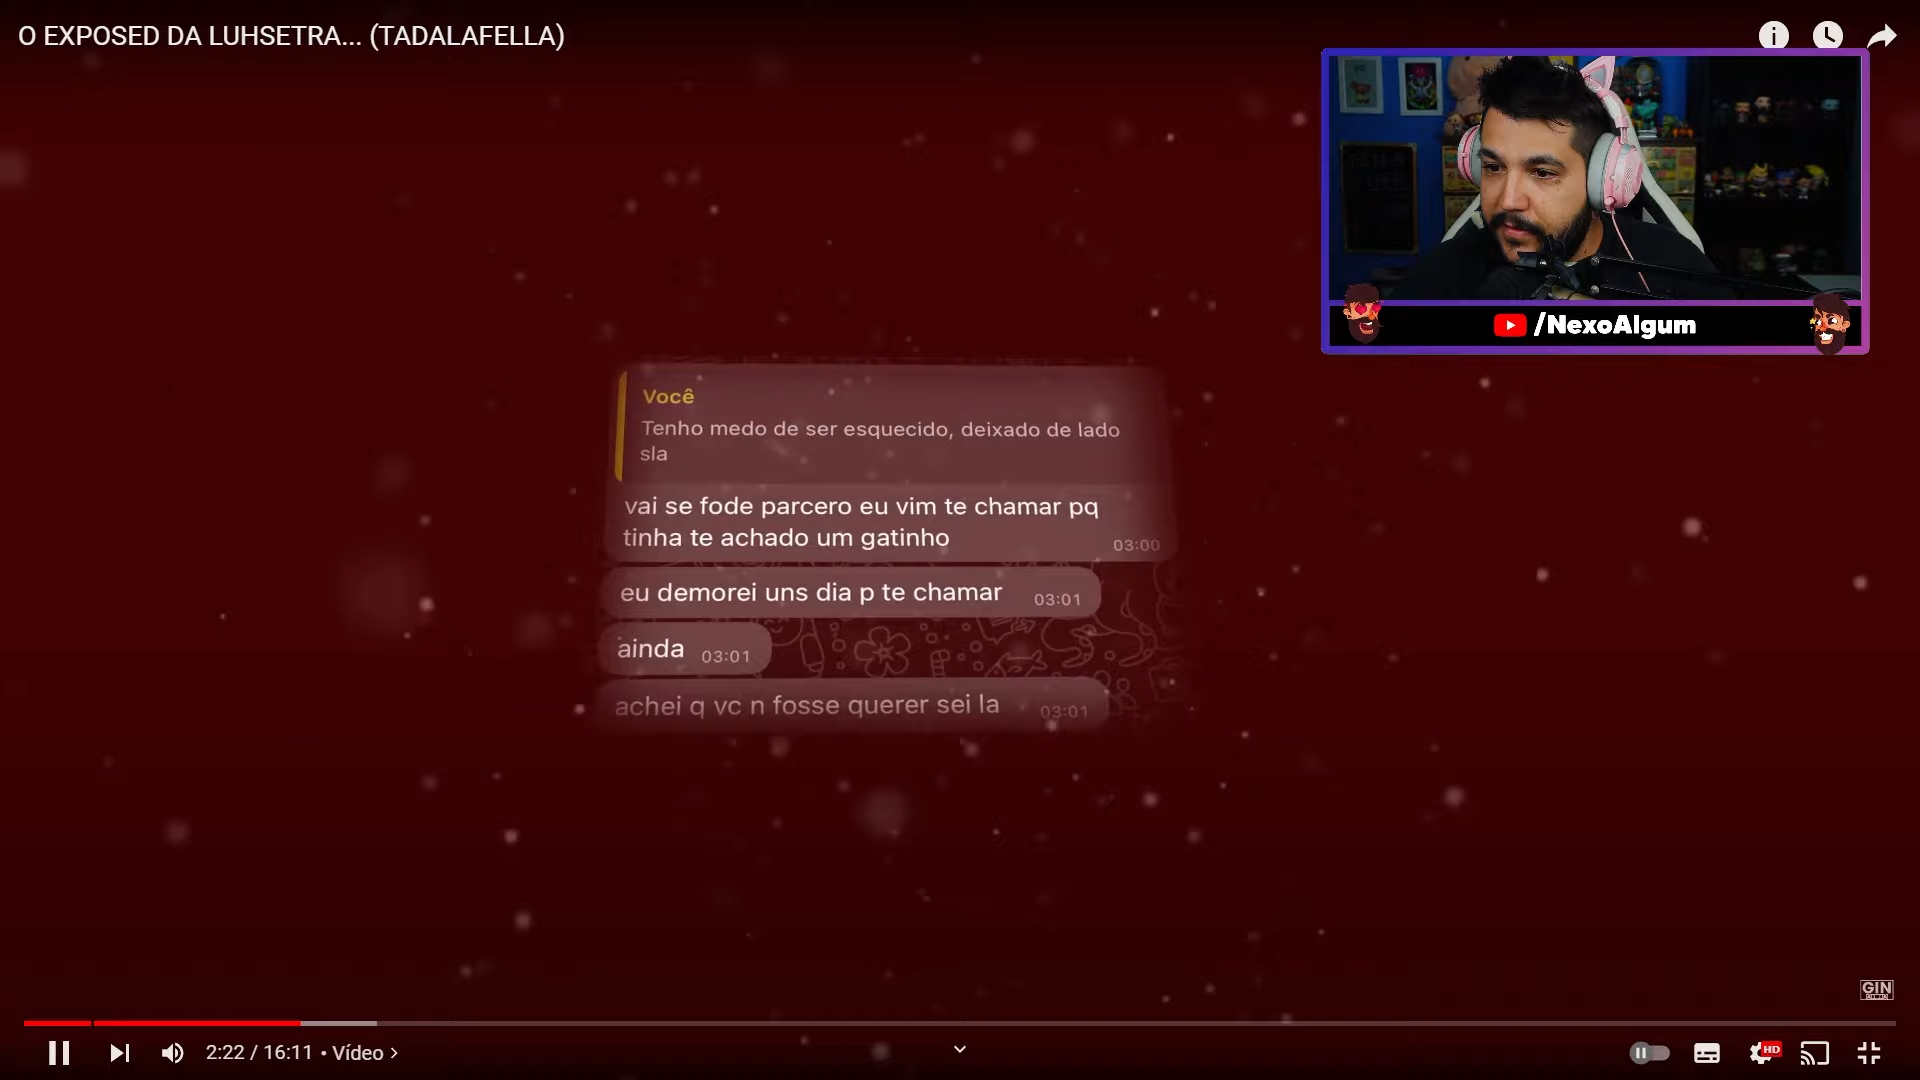 O EXPOSED DA LUHSETRA... (TADALAFELLA)
/NexoAlgum
Você
Tenho medo de ser esquecido, deixado de lado
sla
vai se fode parcero eu vim te chamar pq
tinha te achado um gatinho
03:00
eu demorei uns dia p te chamar 03:01
ainda 03:01
achei q vc n fosse querer sei la 03:01
GIN
2:22 / 16:11 • Vídeo
HD